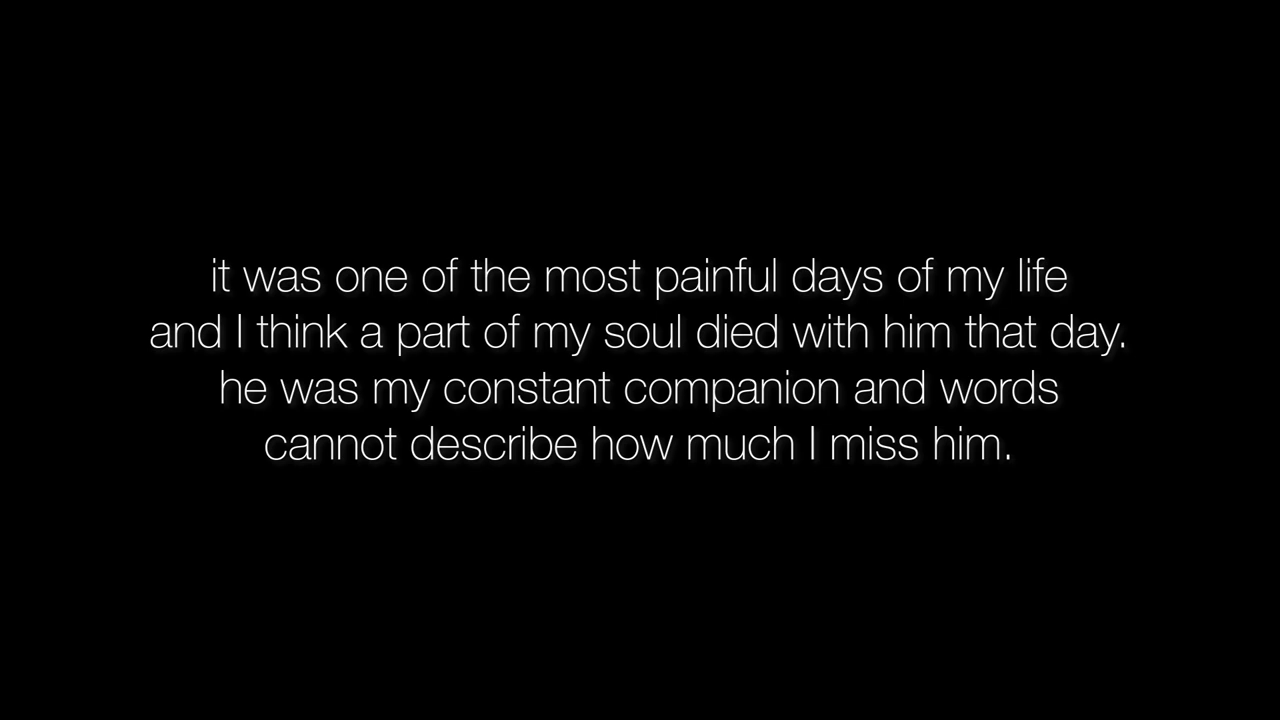 it was one of the most painful days of my life
and I think a part of my soul died with him that day.
he was my constant companion and words
cannot describe how much I miss him.